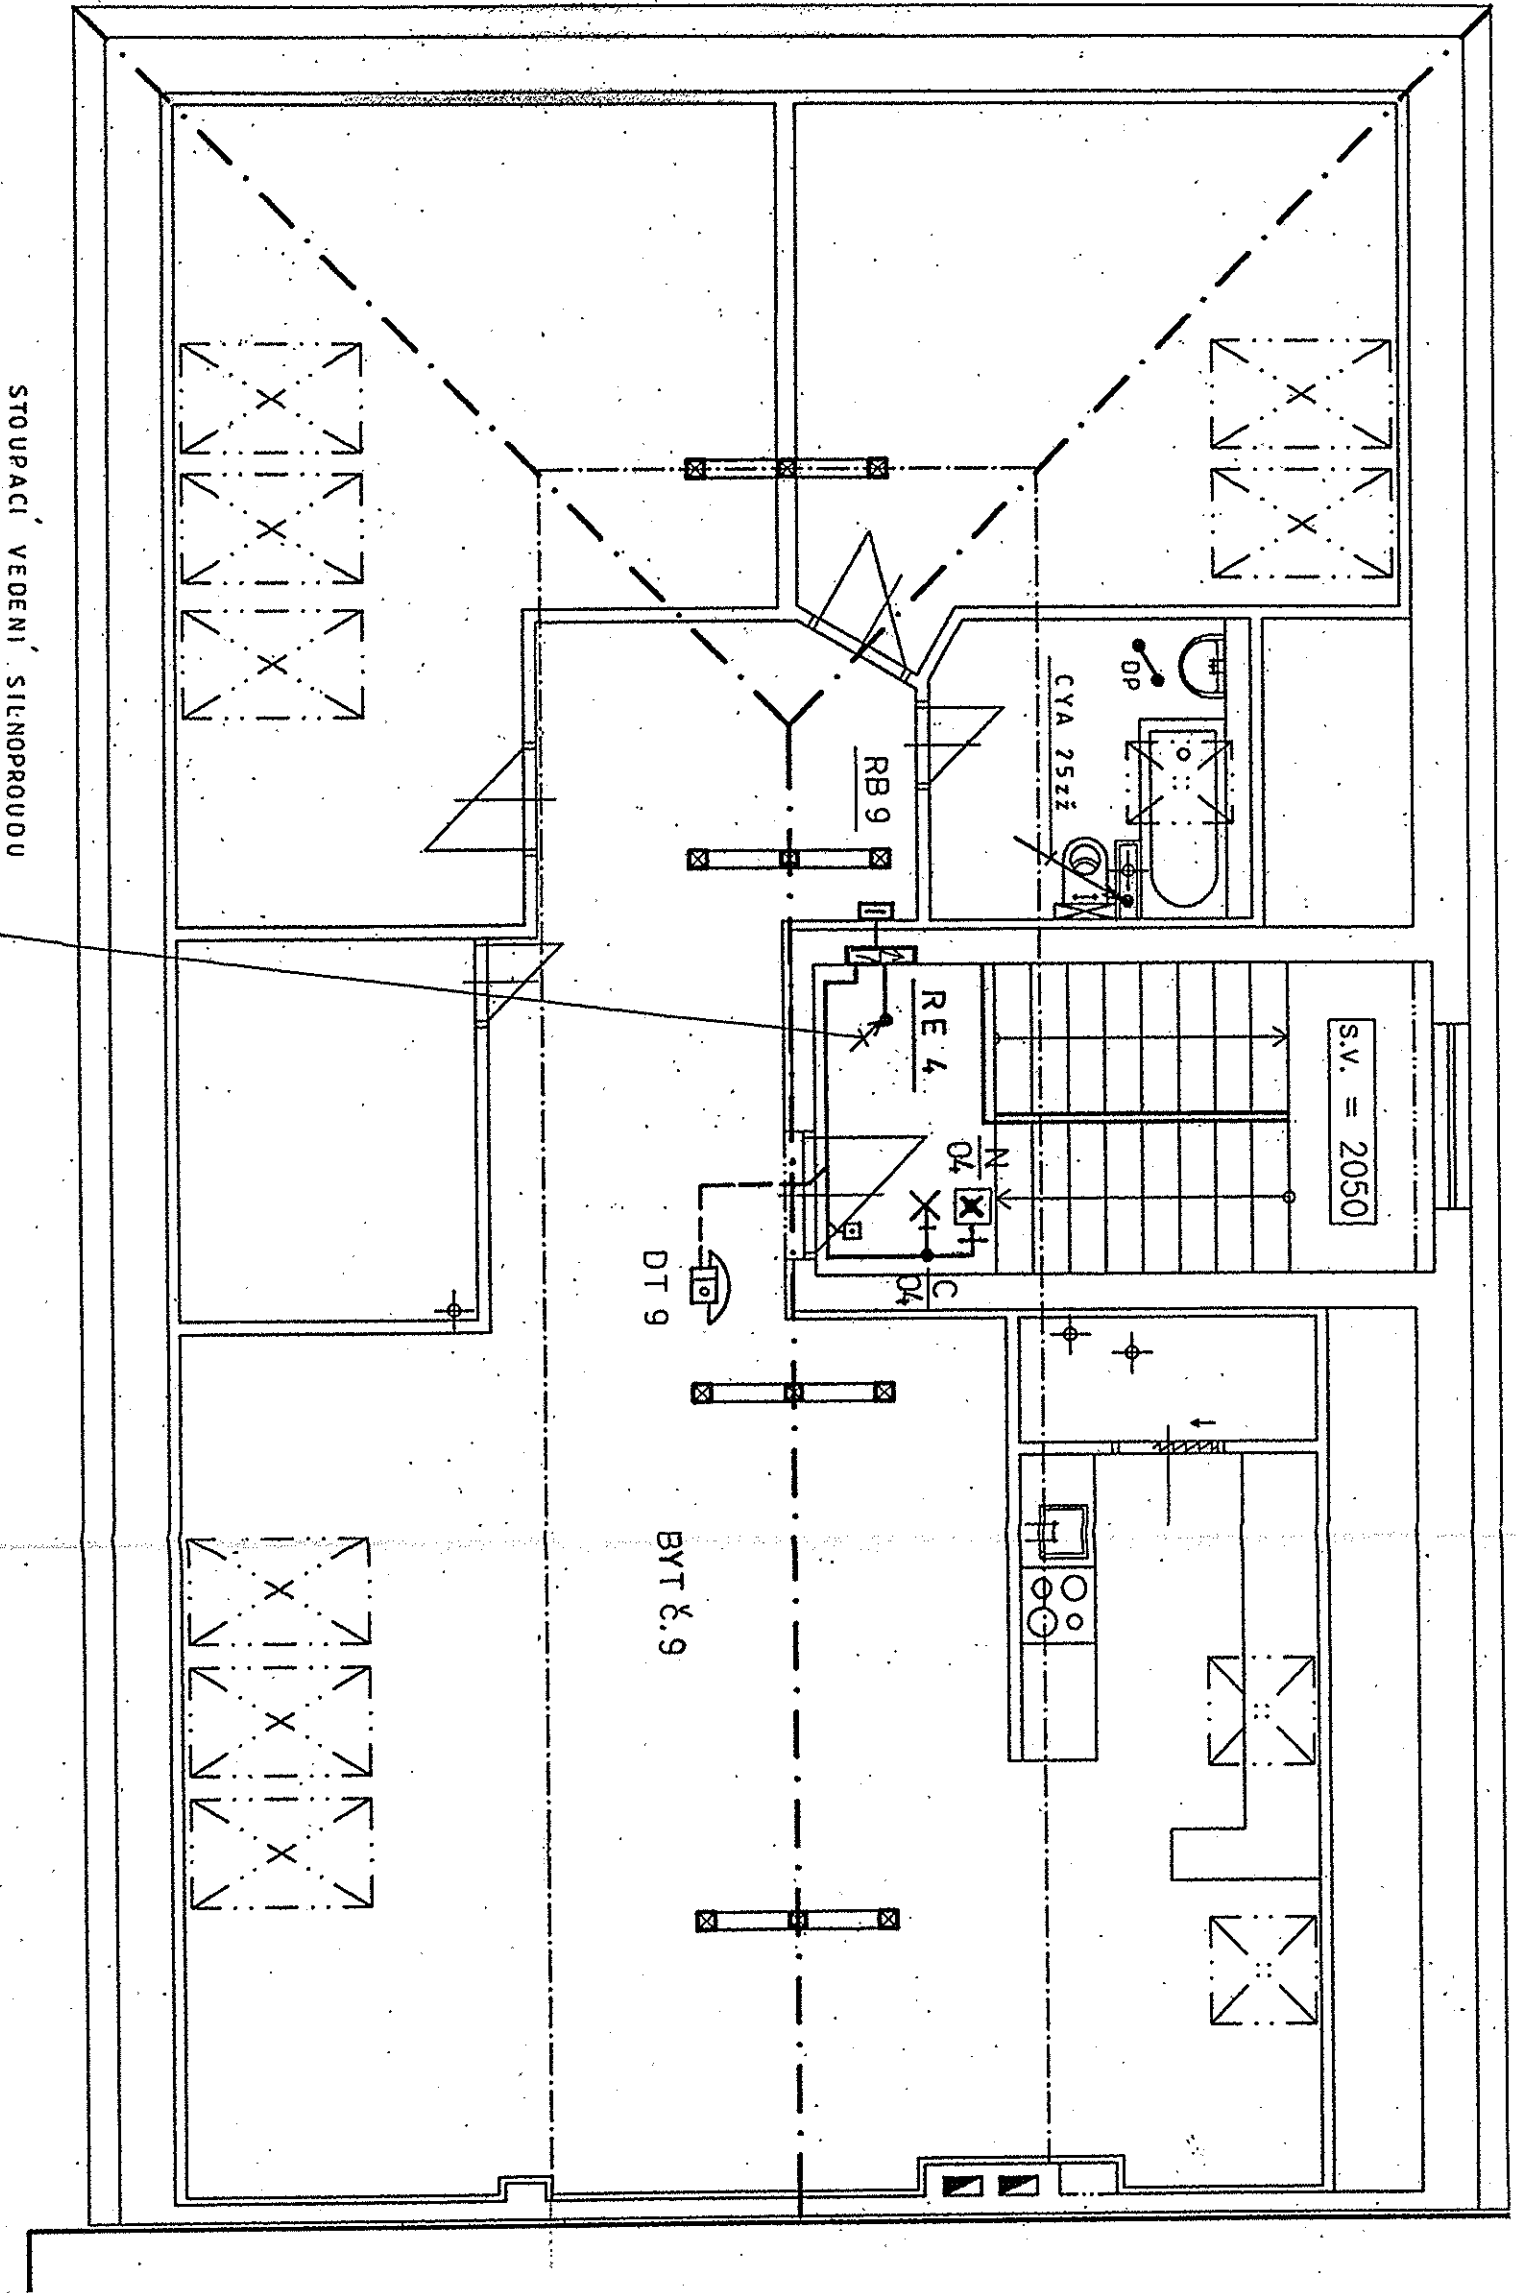 S.V. = 2050
CYA 25zž
DP
RB 9
RE 4
N
04
C
04
DT 9
BYT č.9
STOUPACÍ VEDENÍ SILNOPROUDU